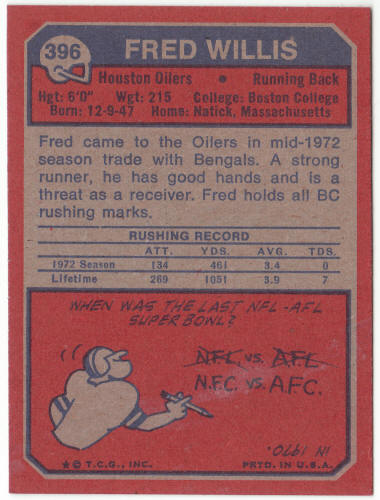 396 FRED WILLIS
Houston Oilers • Running Back
Hgt: 6'0" Wgt: 215 College: Boston College
Born: 12-9-47 Home: Natick, Massachusetts
Fred came to the Oilers in mid-1972
season trade with Bengals. A strong
runner, he has good hands and is a
threat as a receiver. Fred holds all BC
rushing marks.
RUSHING RECORD
ATT. YDS. AVG. TDS.
1972 Season 134 461 3.4 0
Lifetime 269 1051 3.9 7
WHEN WAS THE LAST NFL-AFL
SUPER BOWL?
N.F.L. VS. A.F.L.
N.F.C. VS. A.F.C.
IN 1970.
★ © T.C.G., INC. PRTD. IN U.S.A